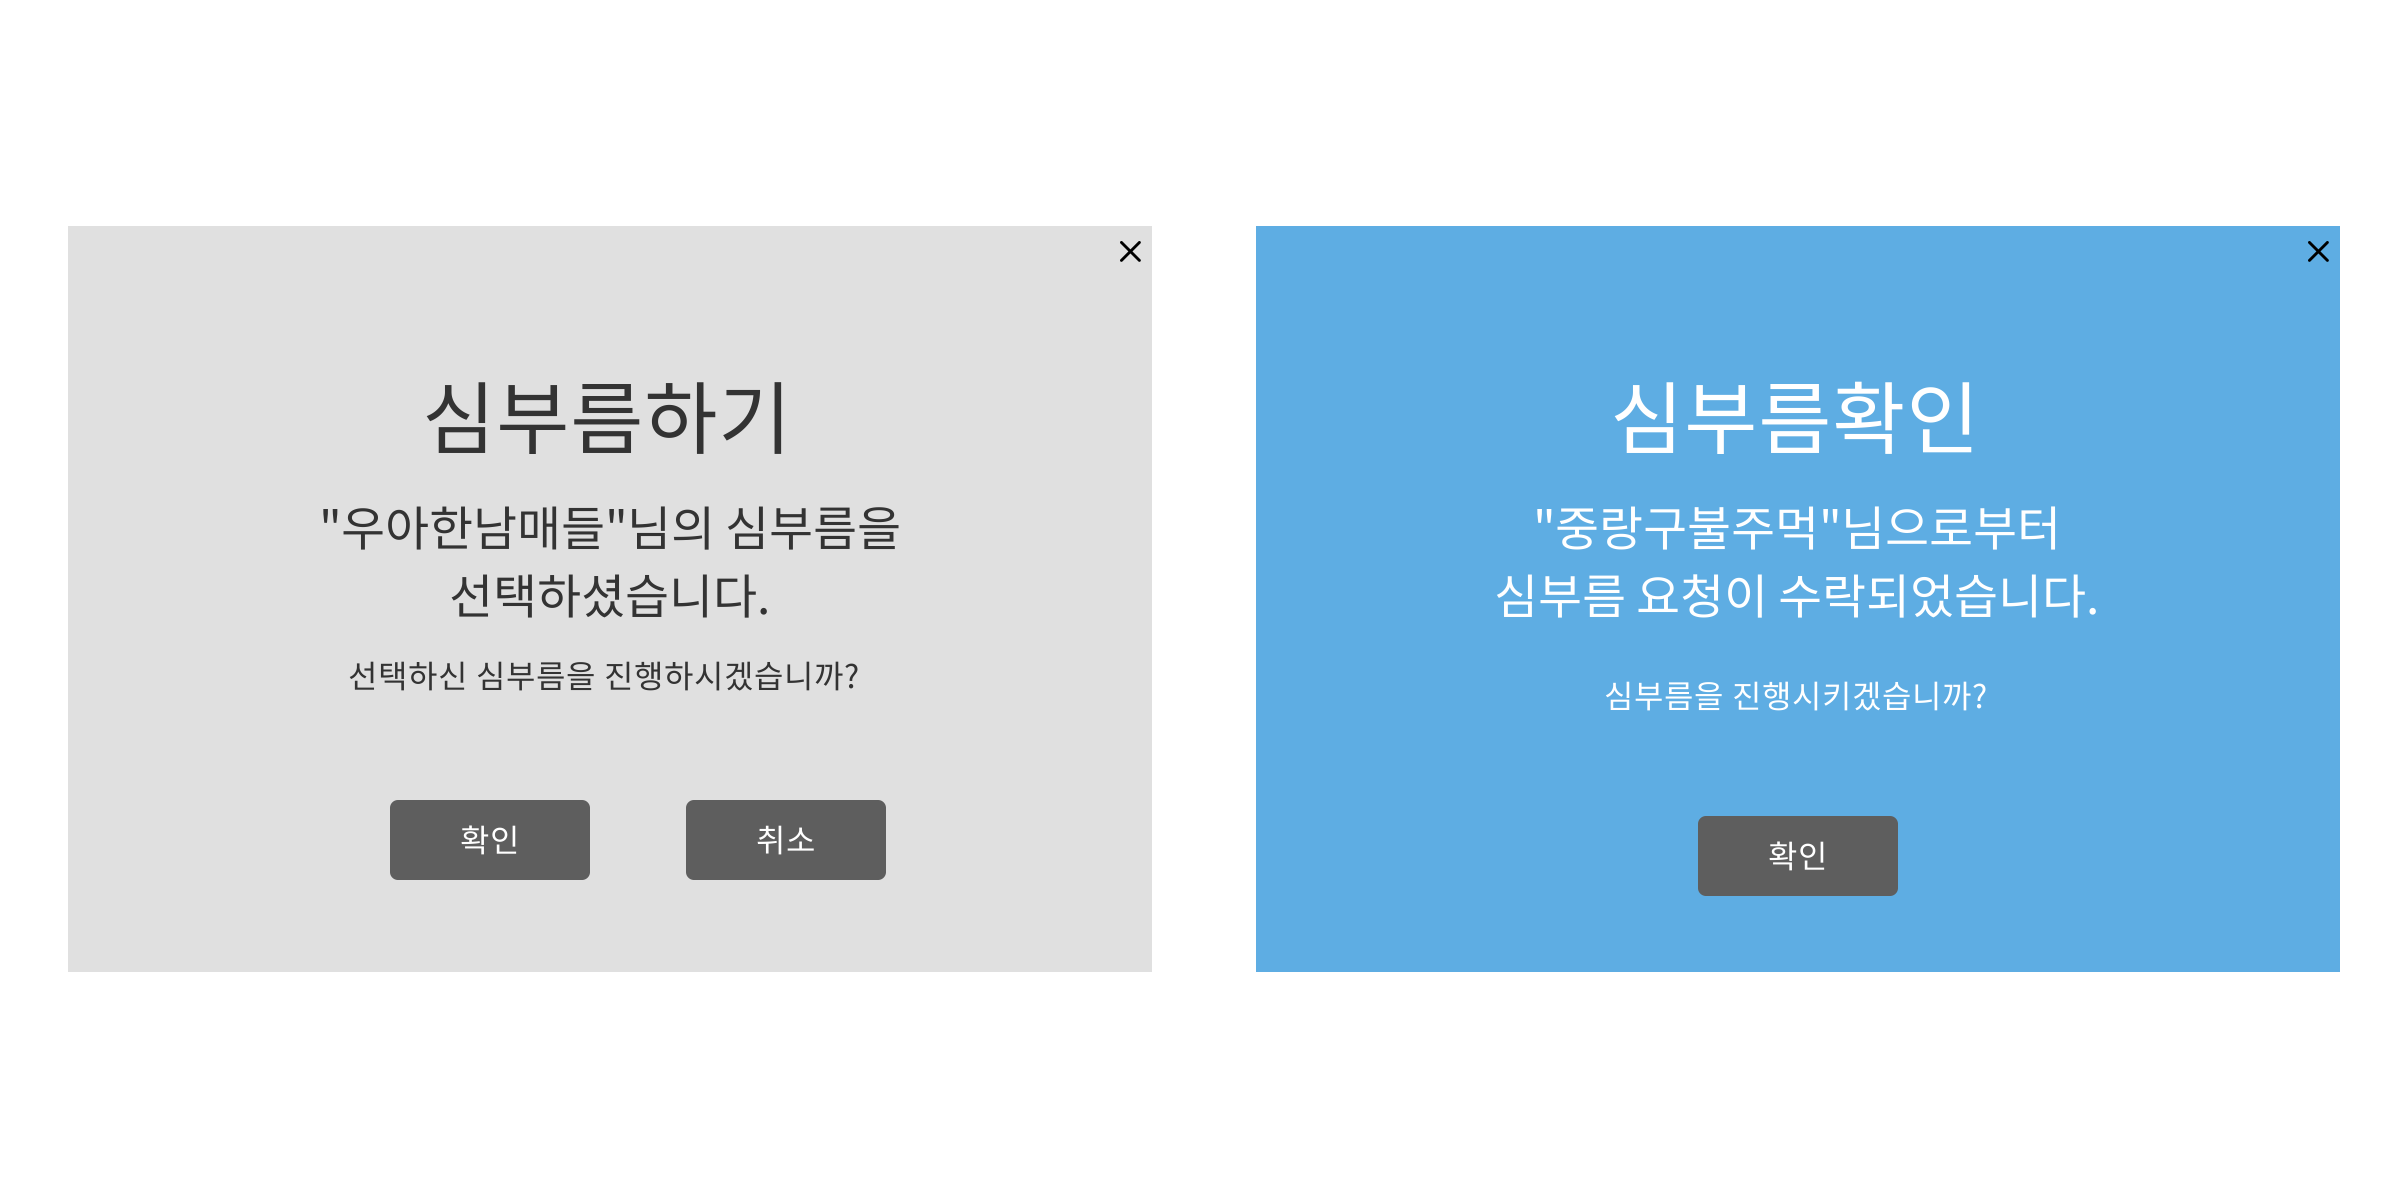 심부름하기
"우아한남매들"님의 심부름을
선택하셨습니다.
선택하신 심부름을 진행하시겠습니까?
확인 취소
심부름확인
"중랑구불주먹"님으로부터
심부름 요청이 수락되었습니다.
심부름을 진행시키겠습니까?
확인